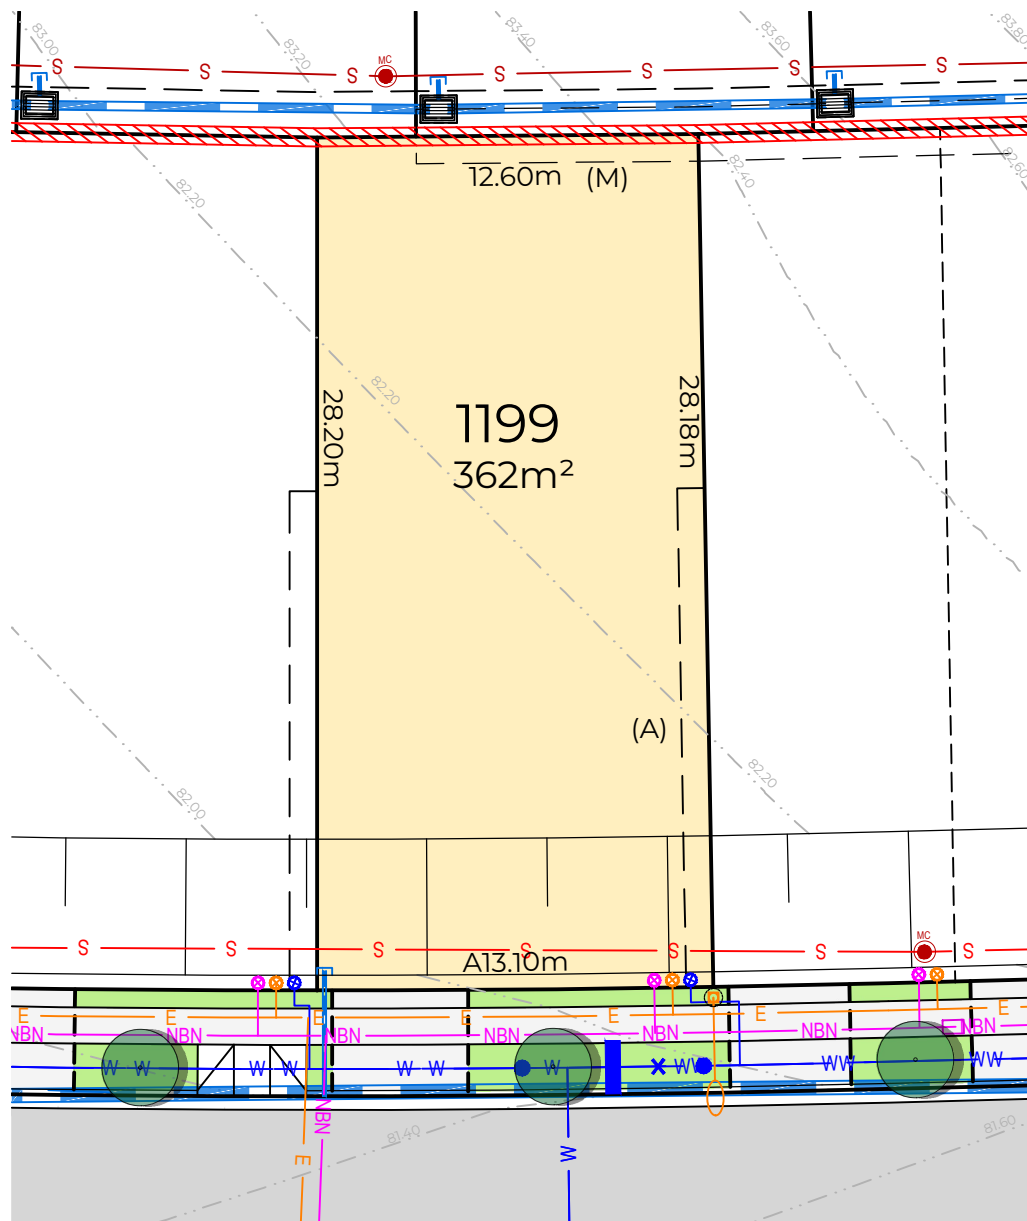 83.00
83.20
83.40
83.60
83.80
S
S
S
MC
S
S
S
S
12.60m (M)
82.20
82.40
82.60
28.20m
82.20
28.18m
1199
362m²
(A)
82.00
82.20
S
S
S
S
S
S
MC
S
A13.10m
E
E
E
E
E
E
E
NBN
NBN
NBN
NBN
NBN
NBN
NBN
W
W
W
W
W
W
W
WW
WW
WW
NBN
E
W
81.40
81.60